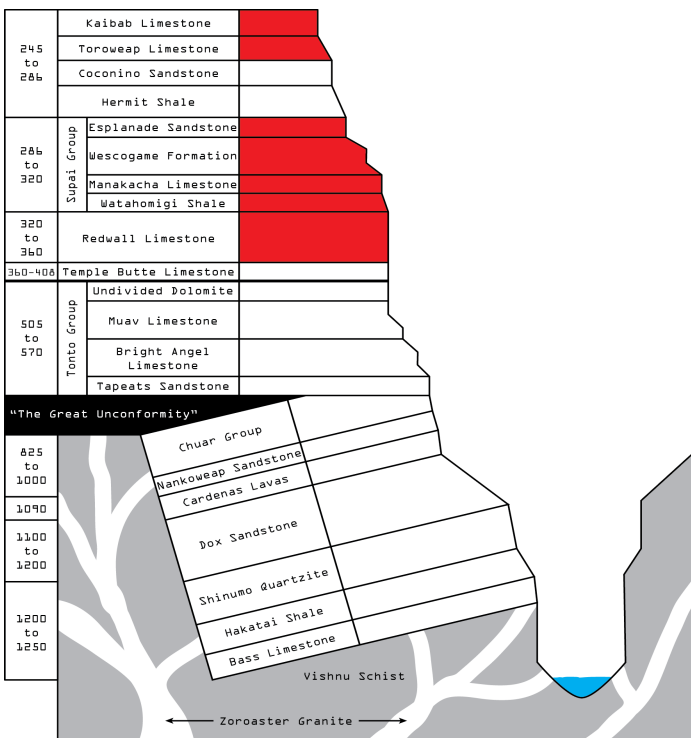 245
to
286
Kaibab Limestone
Toroweap Limestone
Coconino Sandstone
Hermit Shale
286
to
320
Supai Group
Esplanade Sandstone
Wescogame Formation
Manakacha Limestone
Watahomigi Shale
320
to
360
Redwall Limestone
360-408
Temple Butte Limestone
505
to
570
Tonto Group
Undivided Dolomite
Muav Limestone
Bright Angel
Limestone
Tapeats Sandstone
"The Great Unconformity"
825
to
1000
1090
1100
to
1200
1200
to
1250
Chuar Group
Nankoweap Sandstone
Cardenas Lavas
Dox Sandstone
Shinumo Quartzite
Hakatai Shale
Bass Limestone
Vishnu Schist
Zoroaster Granite